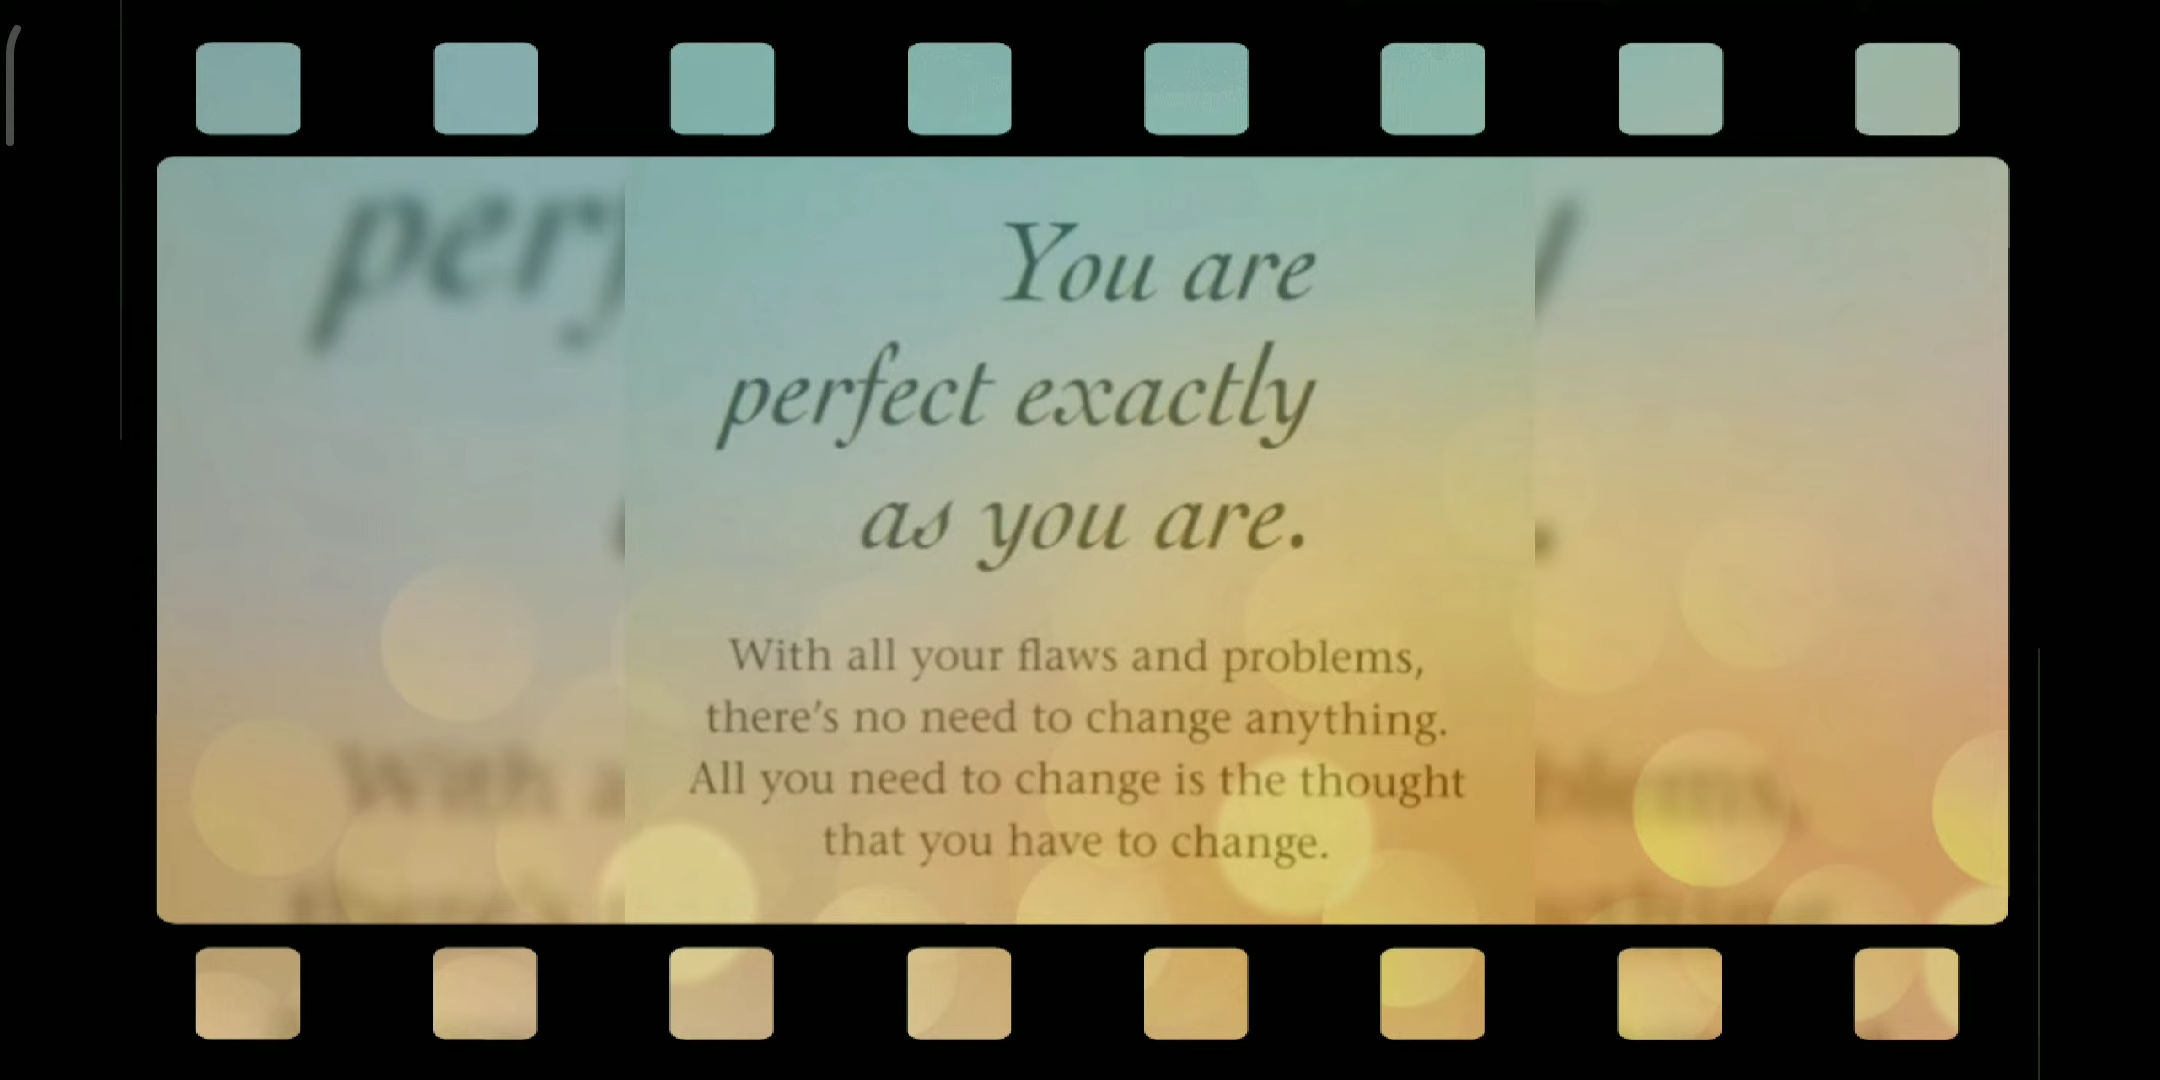 You are
perfect exactly
as you are.
With all your flaws and problems,
there's no need to change anything.
All you need to change is the thought
that you have to change.